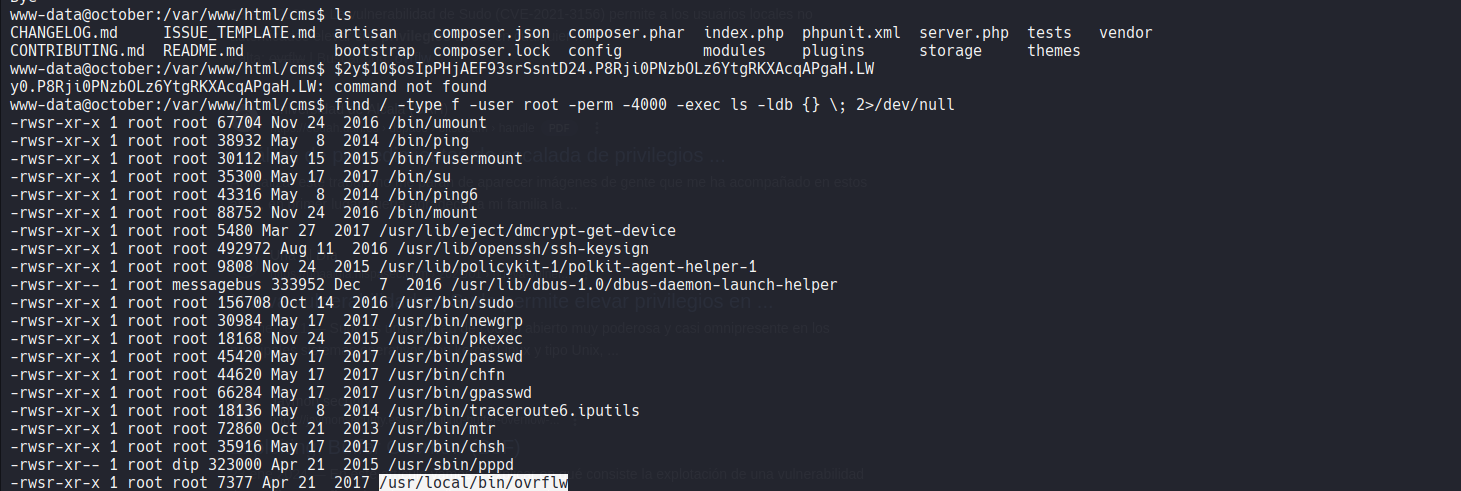 www-data@october:/var/www/html/cms$ ls
CHANGELOG.md     ISSUE_TEMPLATE.md  artisan    composer.json  composer.phar  index.php  phpunit.xml  server.php  tests   vendor
CONTRIBUTING.md  README.md          bootstrap  composer.lock  config         modules    plugins      storage     themes
www-data@october:/var/www/html/cms$ $2y$10$osIpPHjAEF93srSsntD24.P8Rji0PNzbOLz6YtgRKXAcqAPgaH.LW
y0.P8Rji0PNzbOLz6YtgRKXAcqAPgaH.LW: command not found
www-data@october:/var/www/html/cms$ find / -type f -user root -perm -4000 -exec ls -ldb {} \; 2>/dev/null
-rwsr-xr-x 1 root root 67704 Nov 24  2016 /bin/umount
-rwsr-xr-x 1 root root 38932 May  8  2014 /bin/ping
-rwsr-xr-x 1 root root 30112 May 15  2015 /bin/fusermount
-rwsr-xr-x 1 root root 35300 May 17  2017 /bin/su
-rwsr-xr-x 1 root root 43316 May  8  2014 /bin/ping6
-rwsr-xr-x 1 root root 88752 Nov 24  2016 /bin/mount
-rwsr-xr-x 1 root root 5480 Mar 27  2017 /usr/lib/eject/dmcrypt-get-device
-rwsr-xr-x 1 root root 492972 Aug 11  2016 /usr/lib/openssh/ssh-keysign
-rwsr-xr-x 1 root root 9808 Nov 24  2015 /usr/lib/policykit-1/polkit-agent-helper-1
-rwsr-xr-- 1 root messagebus 333952 Dec  7  2016 /usr/lib/dbus-1.0/dbus-daemon-launch-helper
-rwsr-xr-x 1 root root 156708 Oct 14  2016 /usr/bin/sudo
-rwsr-xr-x 1 root root 30984 May 17  2017 /usr/bin/newgrp
-rwsr-xr-x 1 root root 18168 Nov 24  2015 /usr/bin/pkexec
-rwsr-xr-x 1 root root 45420 May 17  2017 /usr/bin/passwd
-rwsr-xr-x 1 root root 44620 May 17  2017 /usr/bin/chfn
-rwsr-xr-x 1 root root 66284 May 17  2017 /usr/bin/gpasswd
-rwsr-xr-x 1 root root 18136 May  8  2014 /usr/bin/traceroute6.iputils
-rwsr-xr-x 1 root root 72860 Oct 21  2013 /usr/bin/mtr
-rwsr-xr-x 1 root root 35916 May 17  2017 /usr/bin/chsh
-rwsr-xr-- 1 root dip 323000 Apr 21  2015 /usr/sbin/pppd
-rwsr-xr-x 1 root root 7377 Apr 21  2017 /usr/local/bin/ovrflw